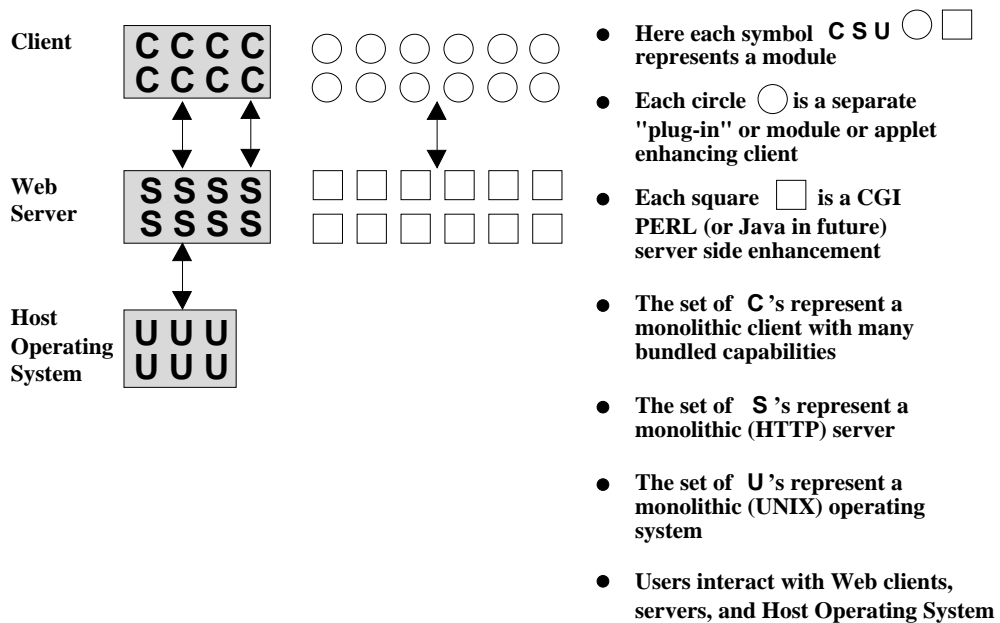 Client
C C C C
C C C C
Web
Server
S S S S
S S S S
Host
Operating
System
U U U
U U U
Here each symbol C S U
represents a module
Each circle is a separate
"plug-in" or module or applet
enhancing client
Each square is a CGI
PERL (or Java in future)
server side enhancement
The set of C 's represent a
monolithic client with many
bundled capabilities
The set of S 's represent a
monolithic (HTTP) server
The set of U 's represent a
monolithic (UNIX) operating
system
Users interact with Web clients,
servers, and Host Operating System